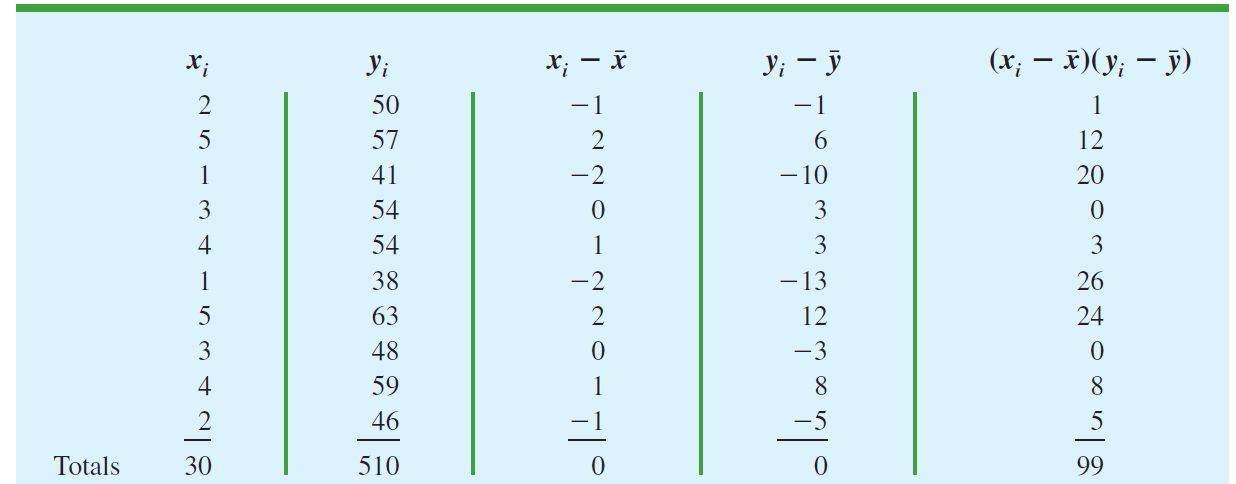 xᵢ yᵢ xᵢ − x̄ yᵢ − ȳ (xᵢ − x̄)(yᵢ − ȳ)
2 50 −1 −1 1
5 57 2 6 12
1 41 −2 −10 20
3 54 0 3 0
4 54 1 3 3
1 38 −2 −13 26
5 63 2 12 24
3 48 0 −3 0
4 59 1 8 8
2 46 −1 −5 5
Totals 30 510 0 0 99